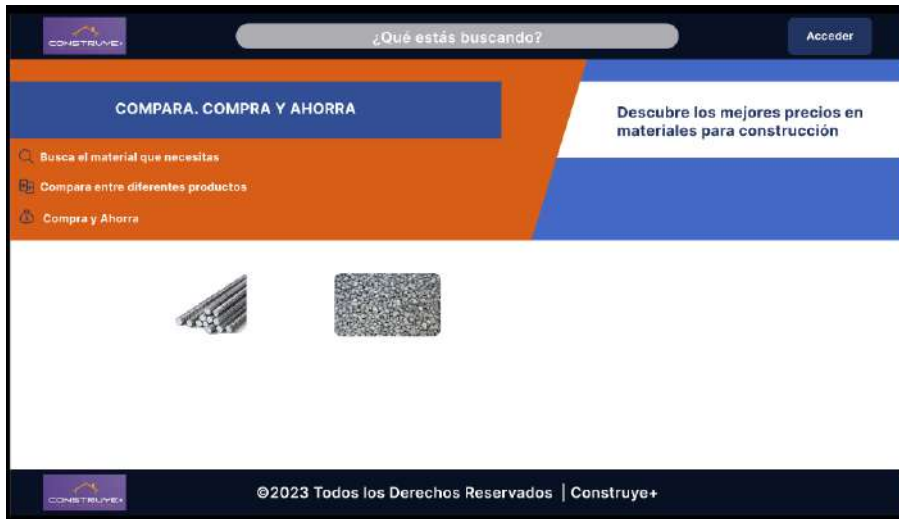 CONSTRUYE+
¿Qué estás buscando?
Acceder
COMPARA. COMPRA Y AHORRA
Busca el material que necesitas
Compara entre diferentes productos
Compra y Ahorra
Descubre los mejores precios en
materiales para construcción
CONSTRUYE+
©2023 Todos los Derechos Reservados | Construye+